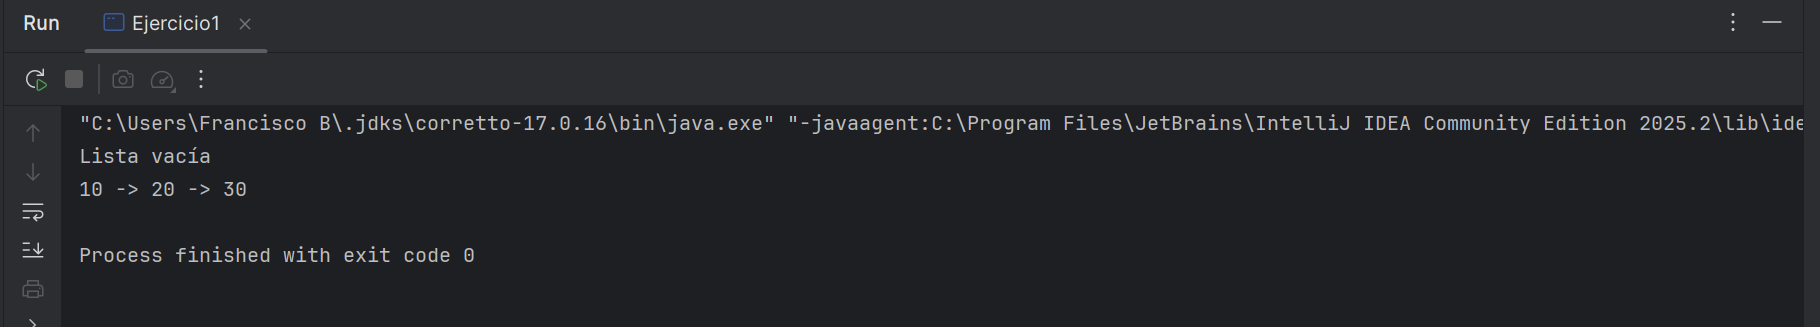 Run Ejercicio1
"C:\Users\Francisco B\.jdks\corretto-17.0.16\bin\java.exe" "-javaagent:C:\Program Files\JetBrains\IntelliJ IDEA Community Edition 2025.2\lib\ide
Lista vacía
10 -> 20 -> 30
Process finished with exit code 0